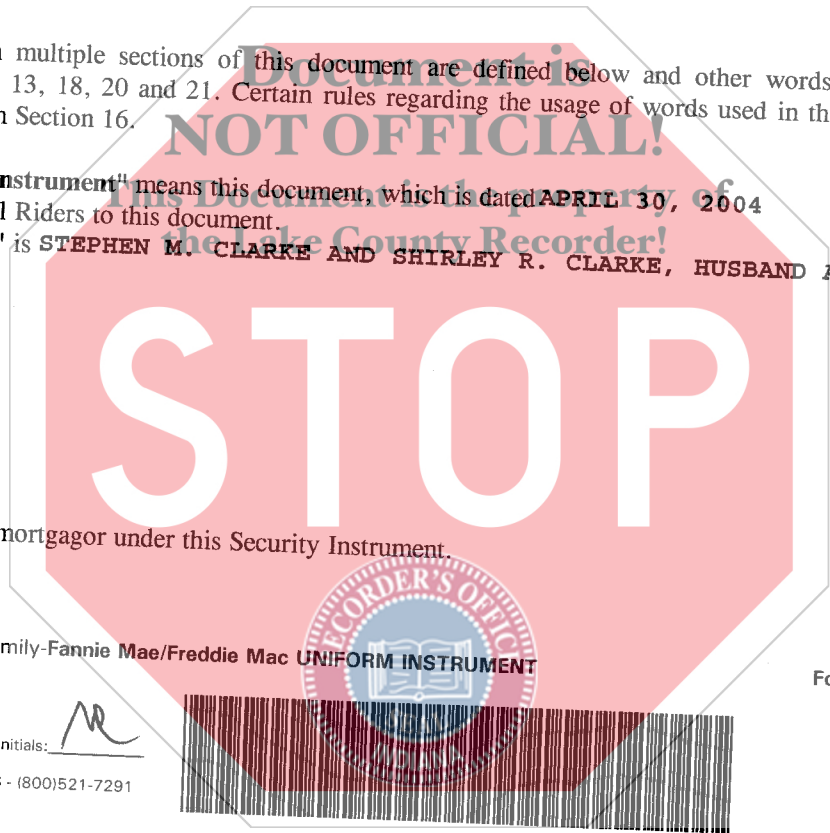 multiple sections of this document are defined below and other words
Document is
13, 18, 20 and 21. Certain rules regarding the usage of words used in th
Section 16.
NOT OFFICIAL!
nstrument" means this document, which is dated APRIL 30, 2004
This Document is the property of
l Riders to this document.
the Lake County Recorder!
" is STEPHEN M. CLARKE AND SHIRLEY R. CLARKE, HUSBAND A
STOP
mortgagor under this Security Instrument.
RECORDER'S OFFICE
mily-Fannie Mae/Freddie Mac UNIFORM INSTRUMENT
Fo
SEAL
INDIANA
nitials:
- (800)521-7291